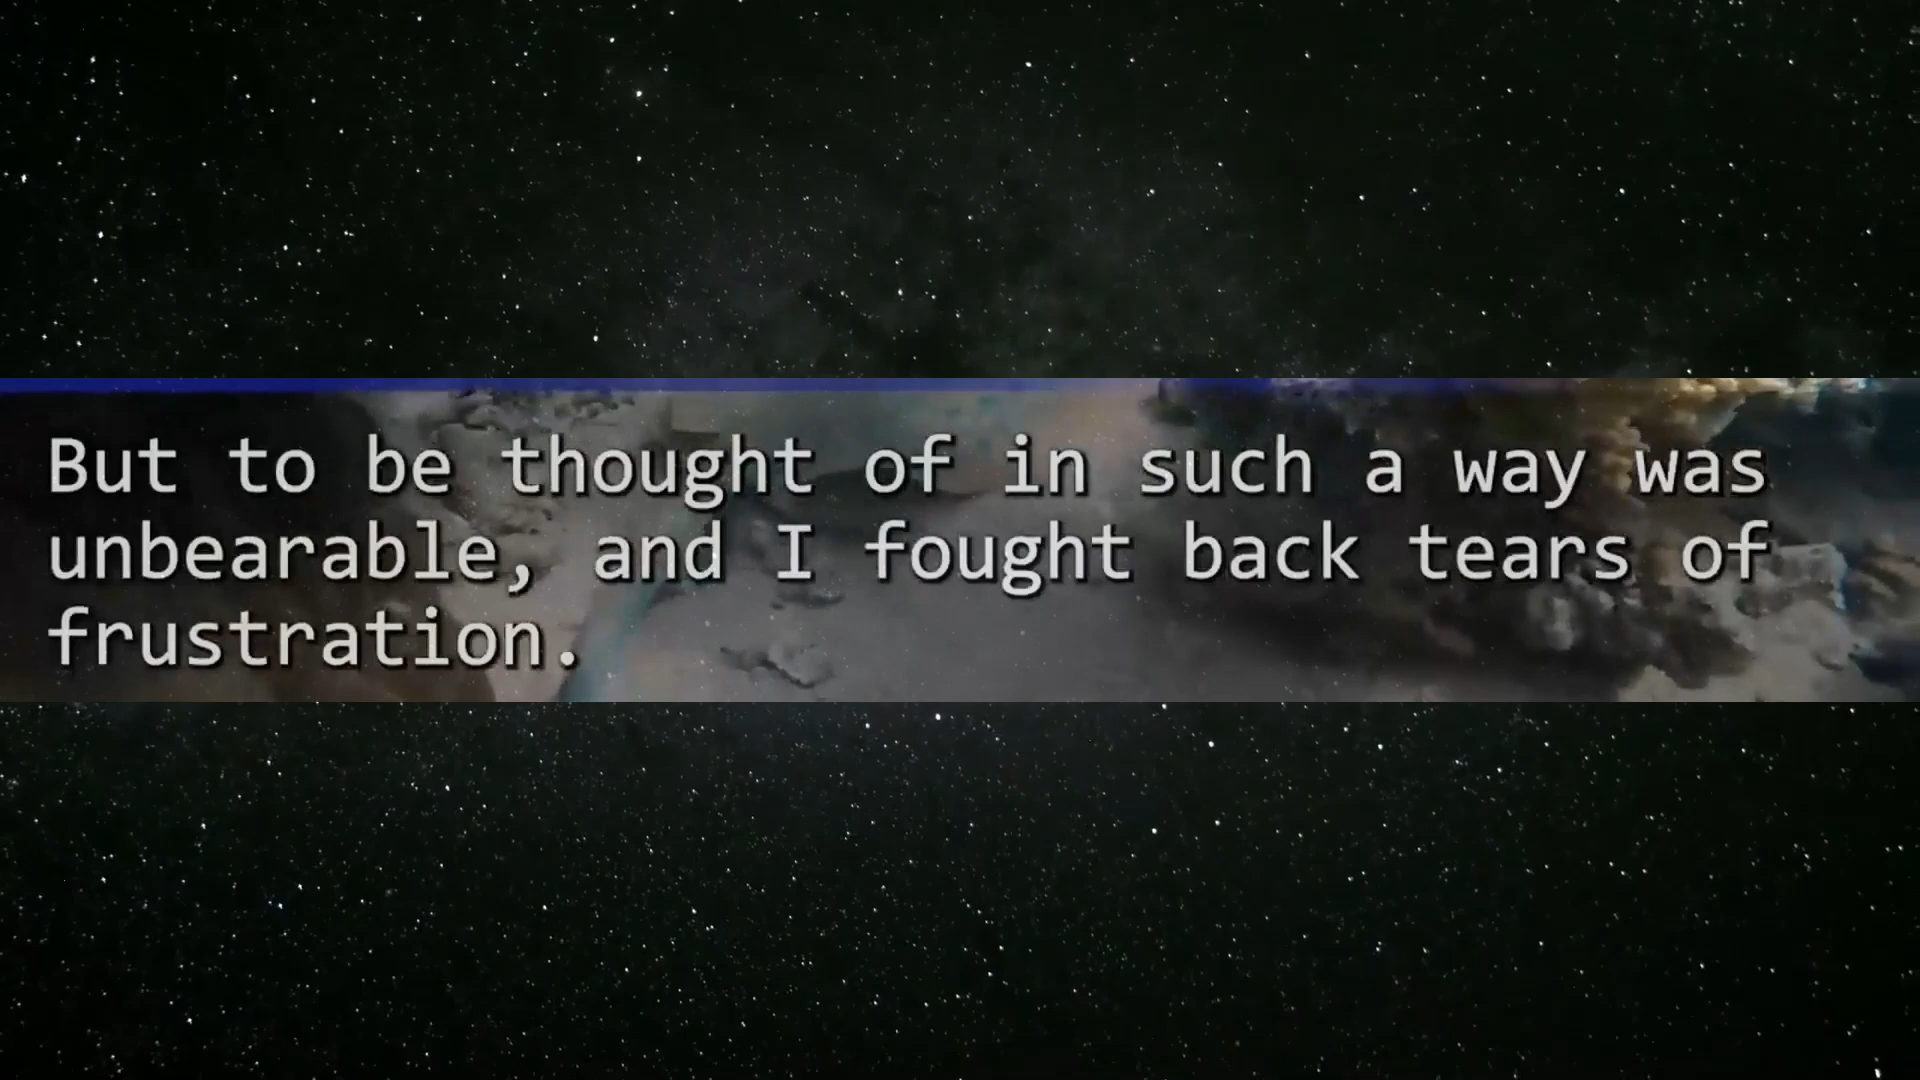 But to be thought of in such a way was
unbearable, and I fought back tears of
frustration.